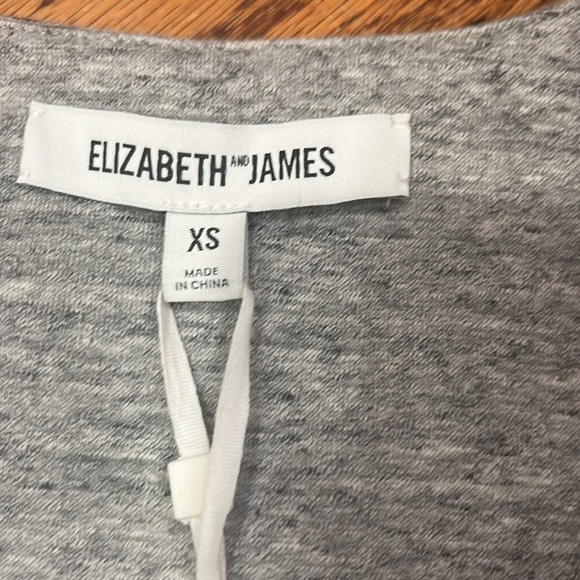 ELIZABETH AND JAMES
XS
MADE
IN CHINA